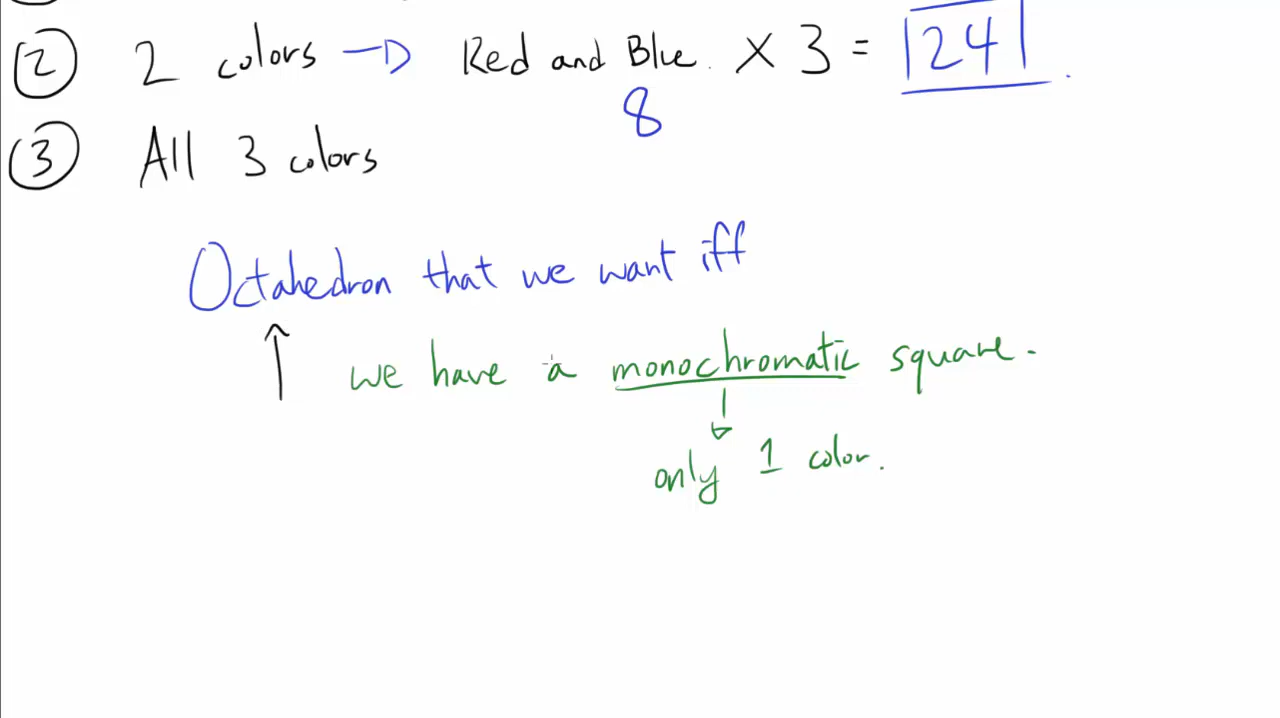 ② 2 colors → Red and Blue. × 3 = |24|.
8
③ All 3 colors
Octahedron that we want iff
↑ we have a monochromatic square.
↓
only 1 color.